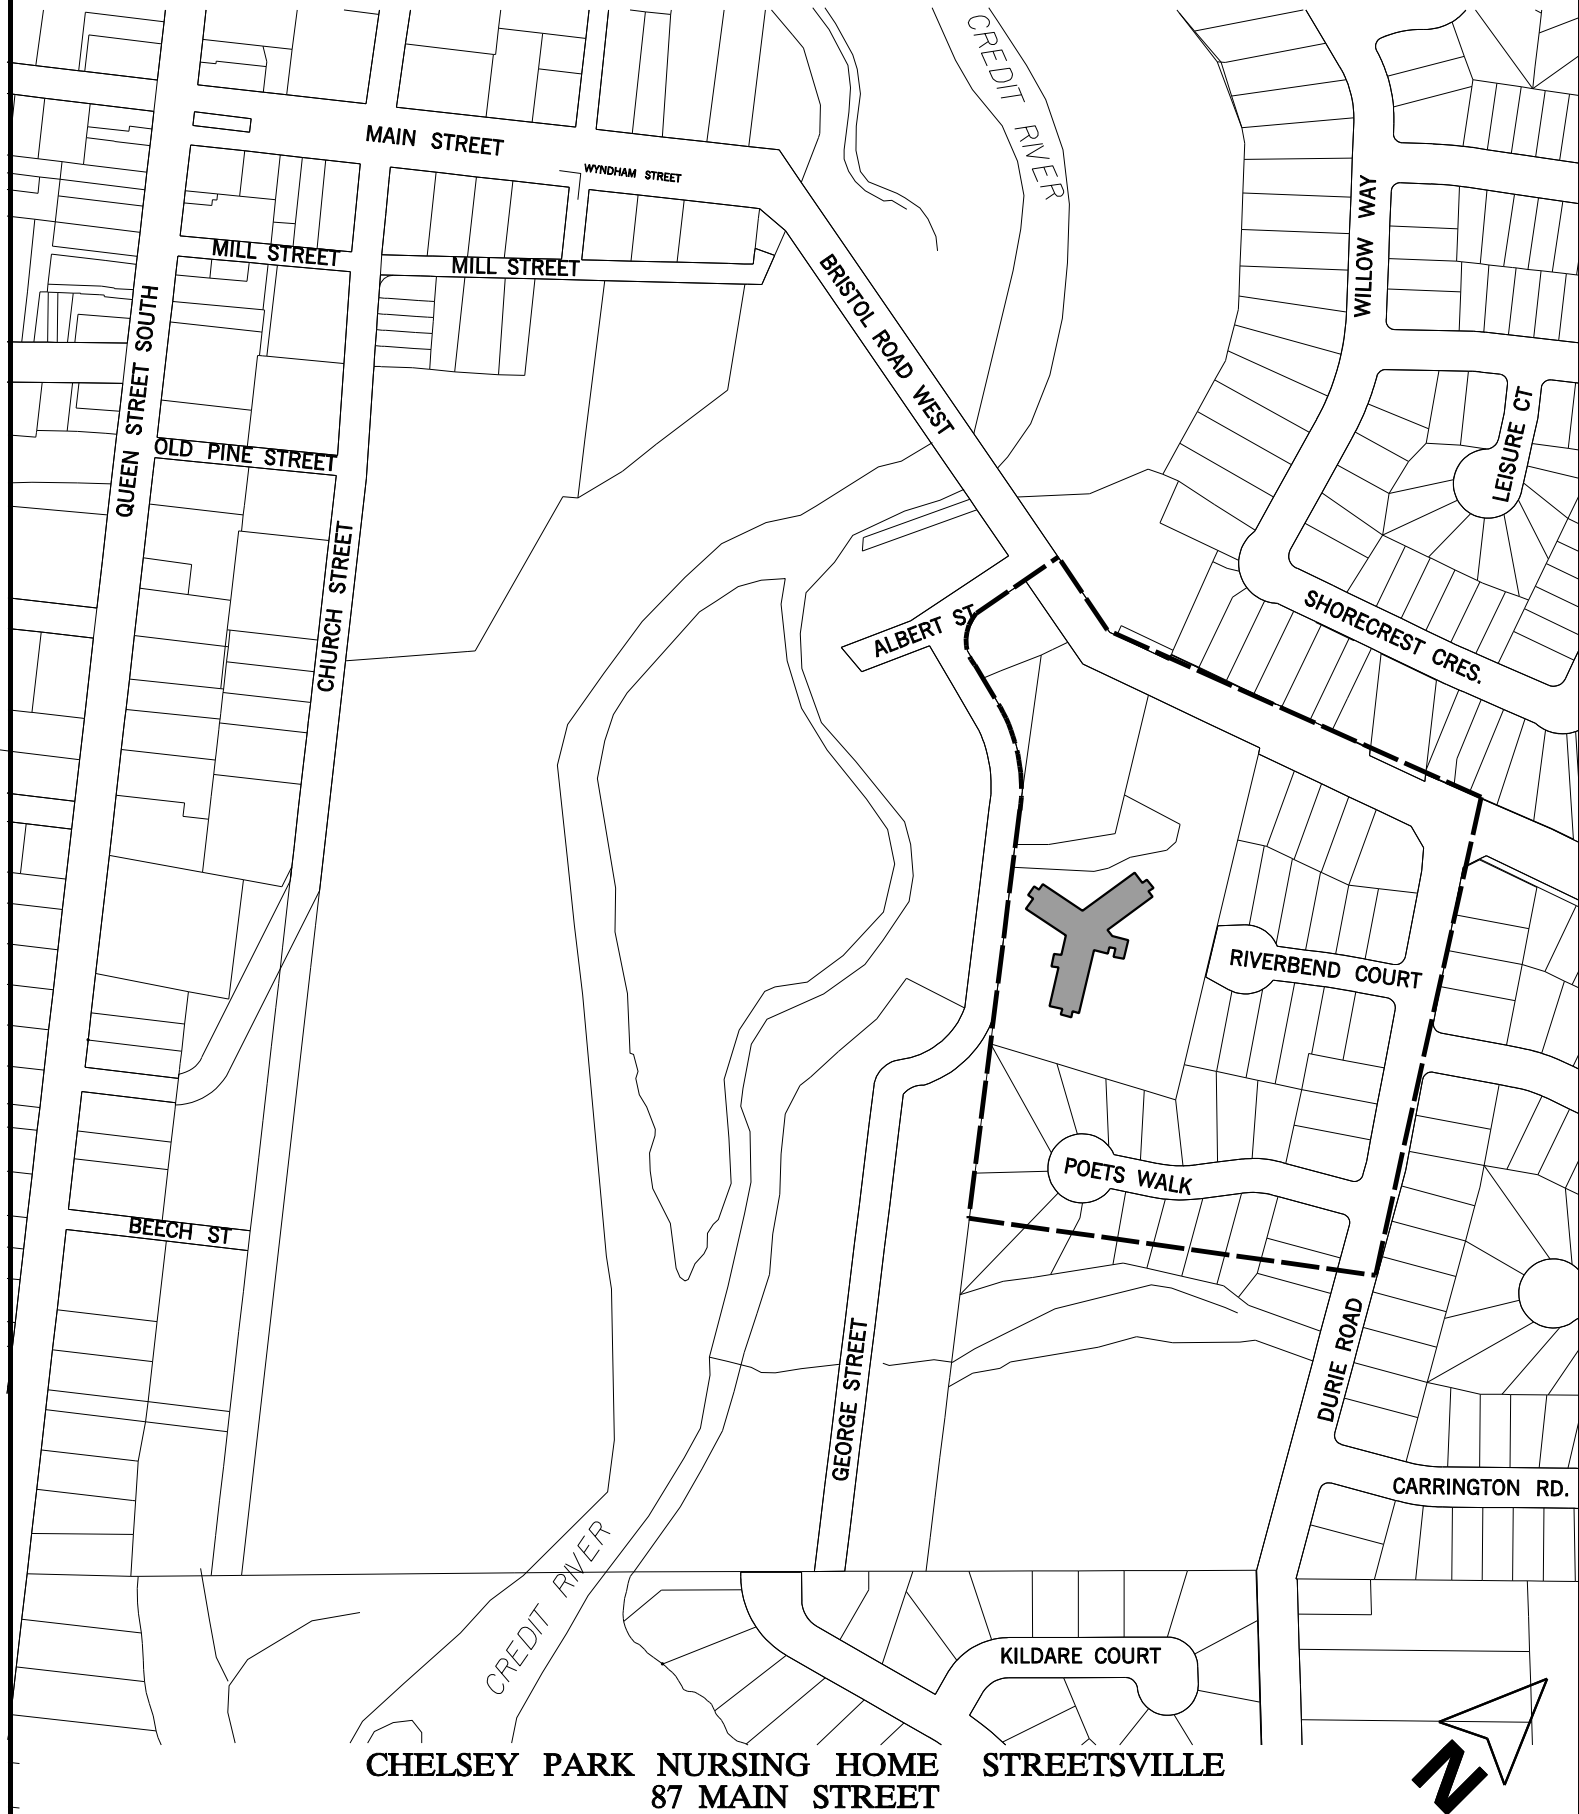 CREDIT RIVER
MAIN STREET
WYNDHAM STREET
WILLOW WAY
MILL STREET
MILL STREET
BRISTOL ROAD WEST
QUEEN STREET SOUTH
LEISURE CT
OLD PINE STREET
CHURCH STREET
SHORECREST CRES.
ALBERT ST
RIVERBEND COURT
POETS WALK
BEECH ST
DURIE ROAD
GEORGE STREET
CARRINGTON RD.
CREDIT RIVER
KILDARE COURT
N
CHELSEY PARK NURSING HOME STREETSVILLE
87 MAIN STREET